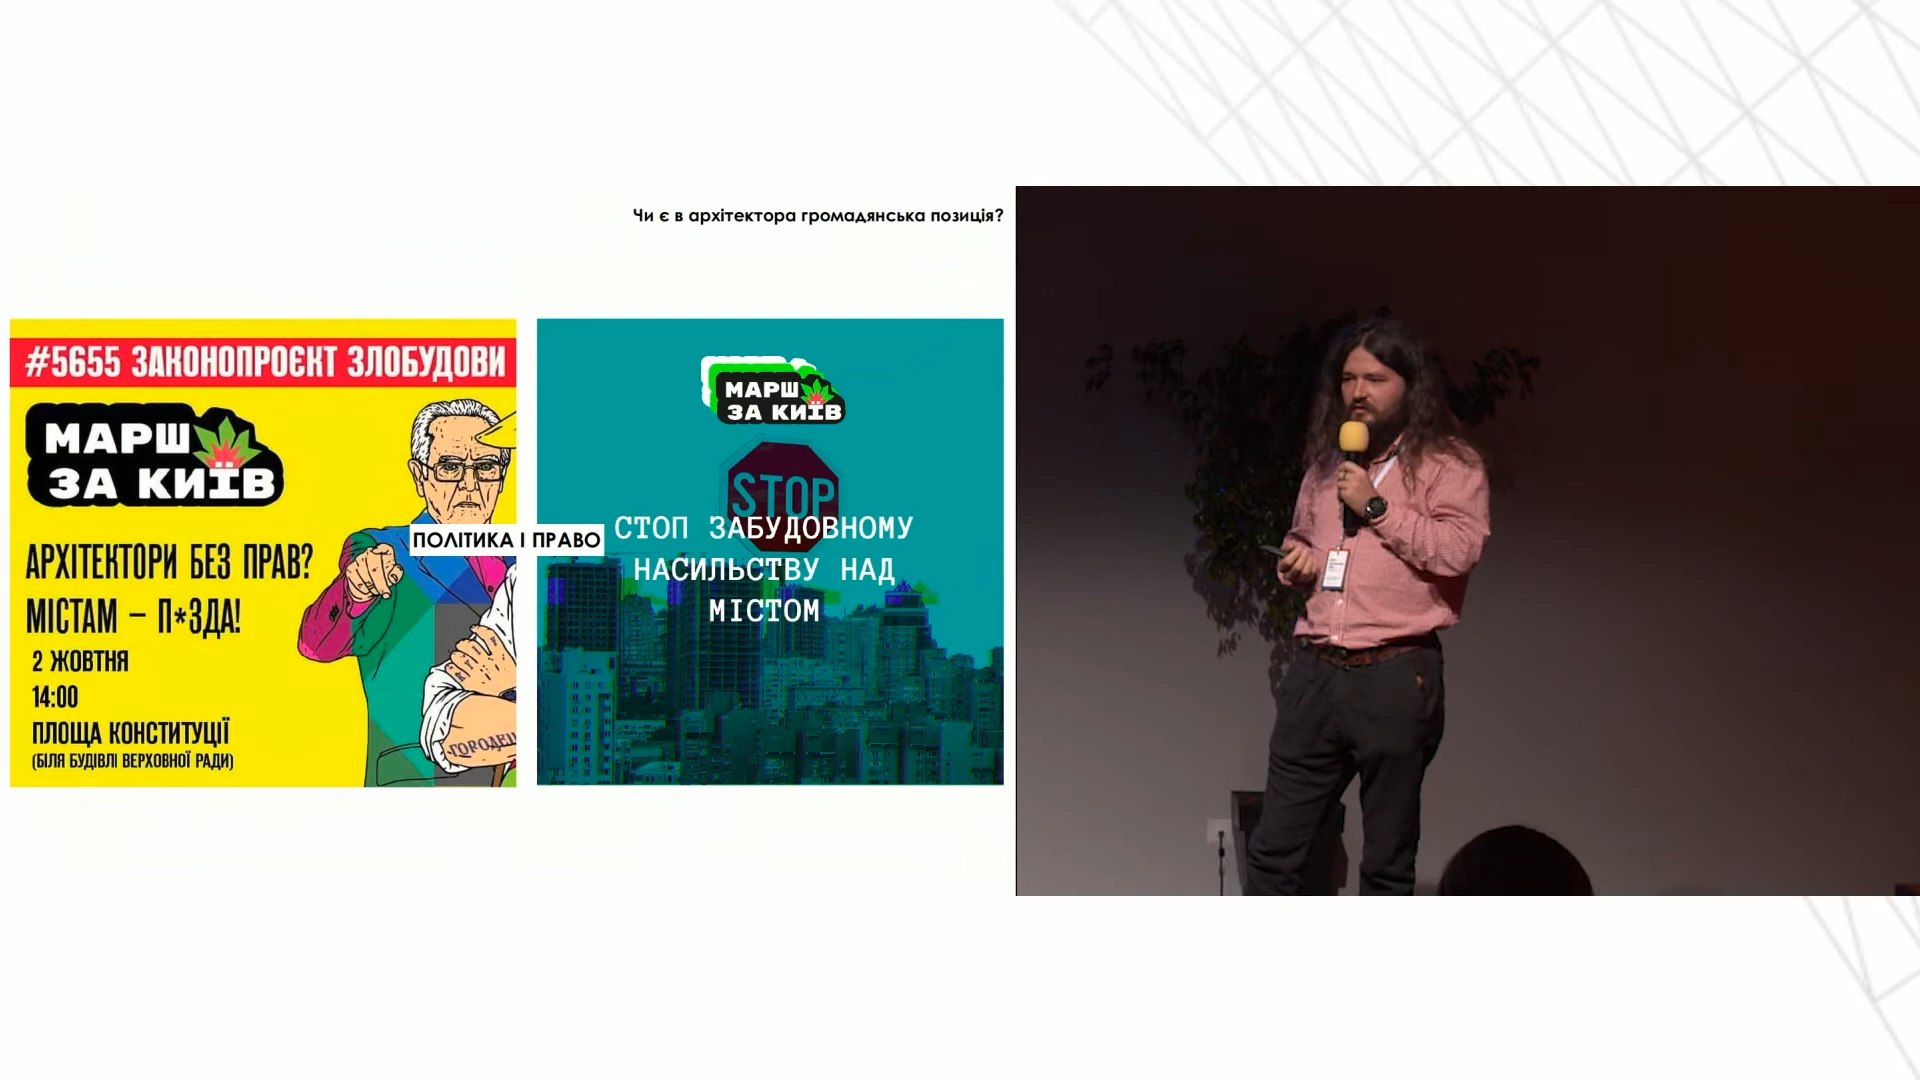 Чи є в архітектора громадянська позиція?
#5655 ЗАКОНОПРОЄКТ ЗЛОБУДОВИ
МАРШ
ЗА КИЇВ
АРХІТЕКТОРИ БЕЗ ПРАВ?
МІСТАМ – П*ЗДА!
2 ЖОВТНЯ
14:00
ПЛОЩА КОНСТИТУЦІЇ
(БІЛЯ БУДІВЛІ ВЕРХОВНОЇ РАДИ)
ПОЛІТИКА І ПРАВО
МАРШ
ЗА КИЇВ
STOP
СТОП ЗАБУДОВНОМУ
НАСИЛЬСТВУ НАД
МІСТОМ